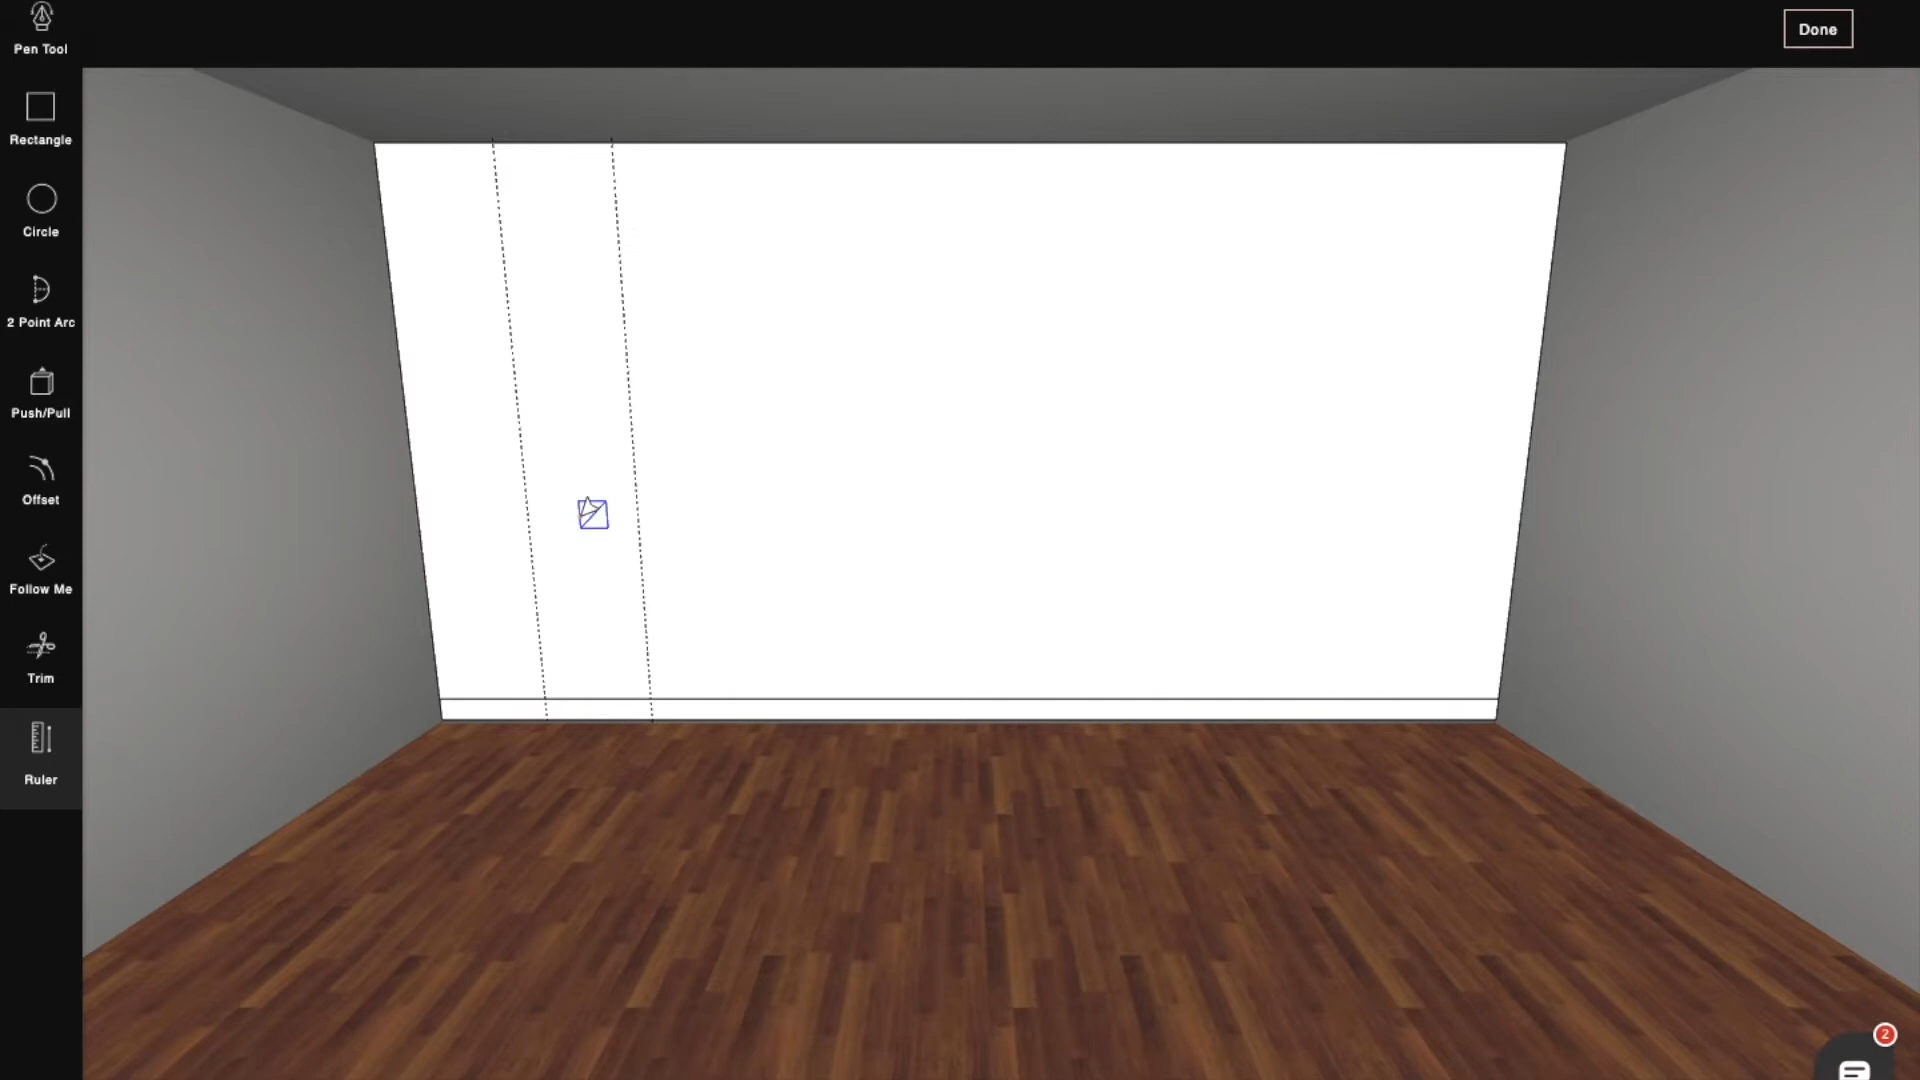 Pen Tool
Done
Rectangle
Circle
2 Point Arc
Push/Pull
Offset
Follow Me
Trim
Ruler
2